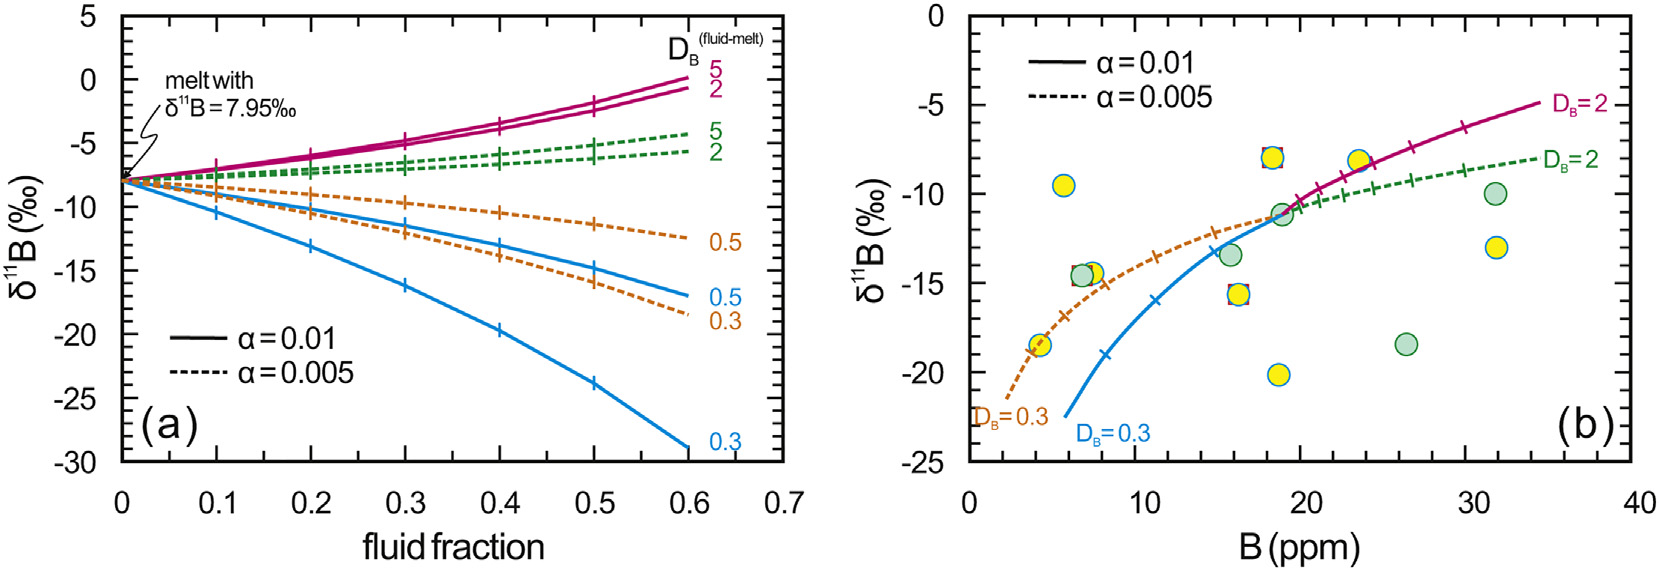 5
0
-5
-10
-15
-20
-25
-30
δ¹¹B (‰)
melt with
δ¹¹B = 7.95‰
D_B (fluid-melt)
5
2
5
2
0.5
0.5
0.3
0.3
α = 0.01
α = 0.005
(a)
0 0.1 0.2 0.3 0.4 0.5 0.6 0.7
fluid fraction
0
-5
-10
-15
-20
-25
δ¹¹B (‰)
α = 0.01
α = 0.005
D_B = 2
D_B = 2
D_B = 0.3
D_B = 0.3
(b)
0 10 20 30 40
B (ppm)